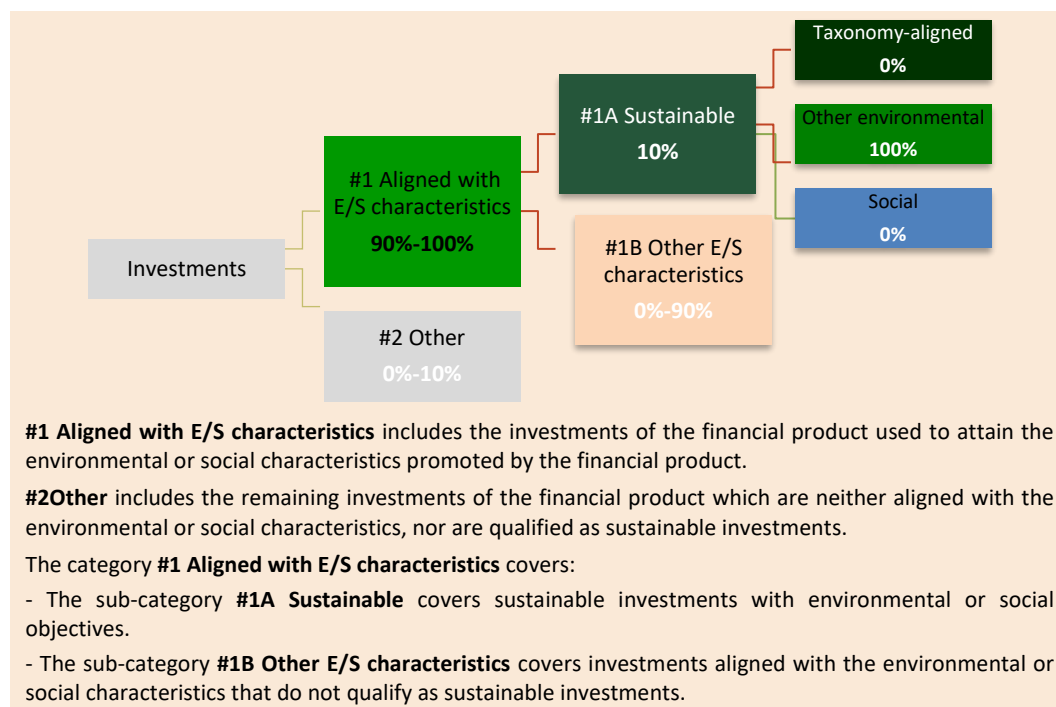 Taxonomy-aligned
0%
#1A Sustainable
10%
Other environmental
100%
#1 Aligned with
E/S characteristics
90%-100%
Social
0%
Investments
#1B Other E/S
characteristics
0%-90%
#2 Other
0%-10%
#1 Aligned with E/S characteristics includes the investments of the financial product used to attain the
environmental or social characteristics promoted by the financial product.
#2Other includes the remaining investments of the financial product which are neither aligned with the
environmental or social characteristics, nor are qualified as sustainable investments.
The category #1 Aligned with E/S characteristics covers:
- The sub-category #1A Sustainable covers sustainable investments with environmental or social
objectives.
- The sub-category #1B Other E/S characteristics covers investments aligned with the environmental or
social characteristics that do not qualify as sustainable investments.